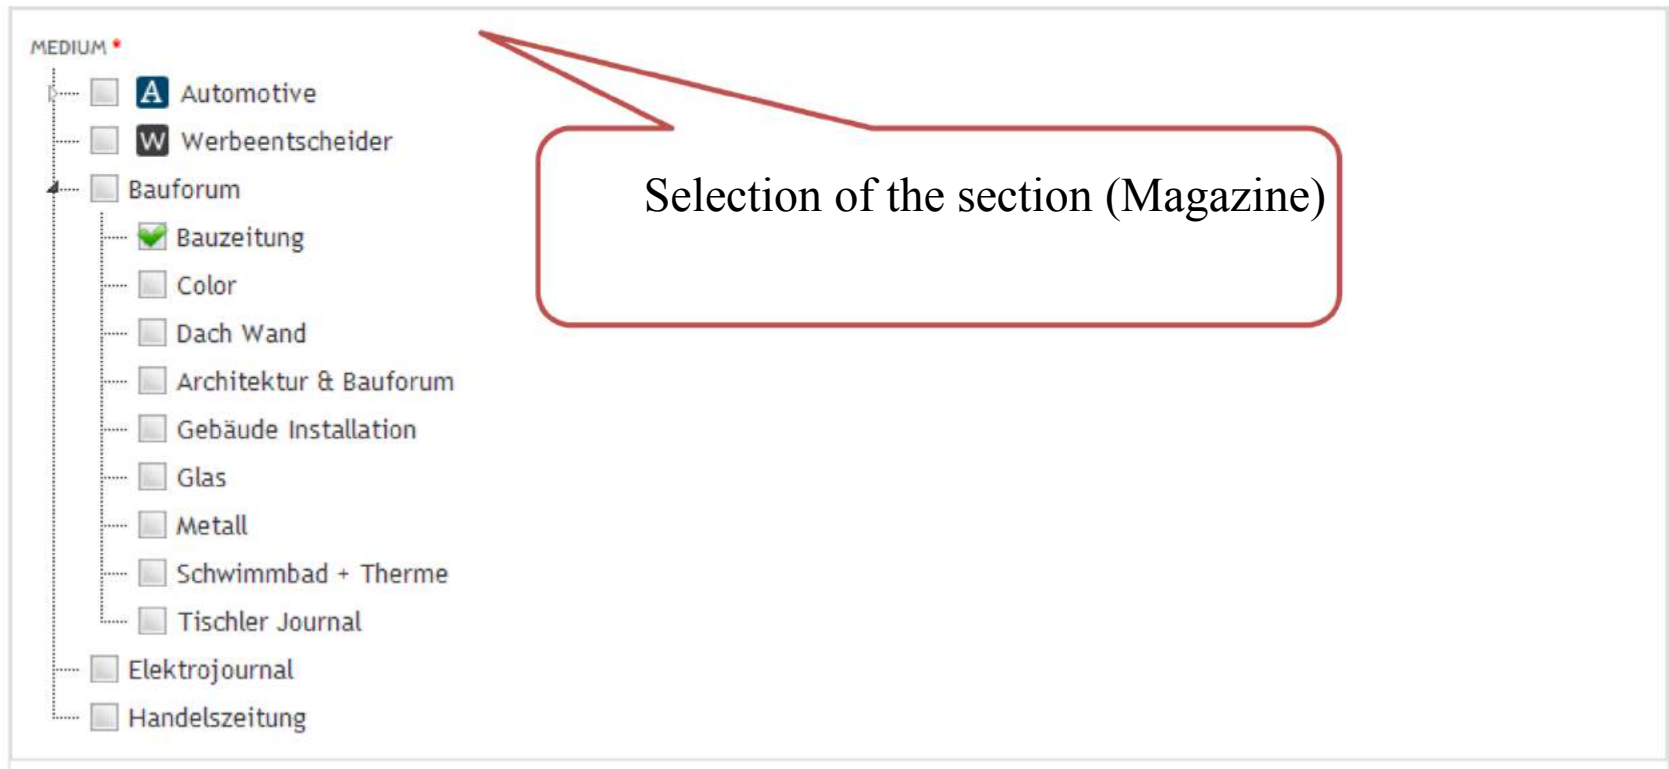 MEDIUM *
A Automotive
W Werbeentscheider
Bauforum
Bauzeitung
Color
Dach Wand
Architektur & Bauforum
Gebäude Installation
Glas
Metall
Schwimmbad + Therme
Tischler Journal
Elektrojournal
Handelszeitung
Selection of the section (Magazine)